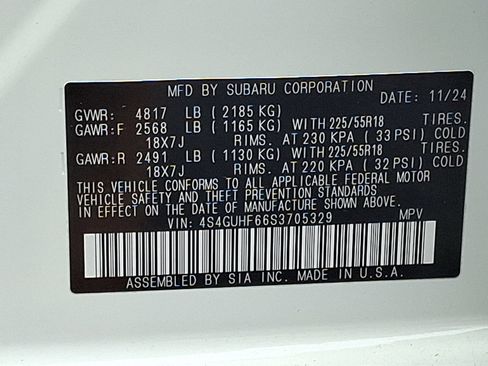 MFD BY SUBARU CORPORATION
DATE: 11/24
GVWR: 4817 LB (2185 KG)
GAWR:F 2568 LB (1165 KG) WITH 225/55R18 TIRES.
18X7J RIMS. AT 230 KPA (33 PSI) COLD
GAWR:R 2491 LB (1130 KG) WITH 225/55R18 TIRES.
18X7J RIMS. AT 220 KPA (32 PSI) COLD
THIS VEHICLE CONFORMS TO ALL APPLICABLE FEDERAL MOTOR
VEHICLE SAFETY AND THEFT PREVENTION STANDARDS
IN EFFECT ON THE DATE OF MANUFACTURE SHOWN ABOVE.
VIN: 4S4GUHF66S3705329 MPV
ASSEMBLED BY SIA INC. MADE IN U.S.A.